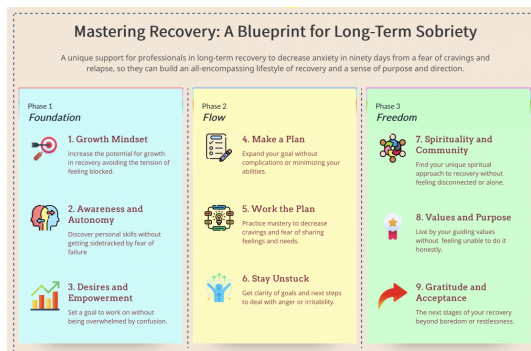 Mastering Recovery: A Blueprint for Long-Term Sobriety
A unique support for professionals in long-term recovery to decrease anxiety in ninety days from a fear of cravings and
relapse, so they can build an all-encompassing lifestyle of recovery and a sense of purpose and direction.
Phase 1
Foundation
1. Growth Mindset
Increase the potential for growth
in recovery avoiding the tension of
feeling blocked.
2. Awareness and
Autonomy
Discover personal skills without
getting sidetracked by fear of
failure
3. Desires and
Empowerment
Set a goal to work on without
being overwhelmed by confusion.
Phase 2
Flow
4. Make a Plan
Expand your goal without
complications or minimizing your
abilities.
5. Work the Plan
Practice mastery to decrease
cravings and fear of sharing
feelings and needs.
6. Stay Unstuck
Get clarity of goals and next steps
to deal with anger or irritability.
Phase 3
Freedom
7. Spirituality and
Community
Find your unique spiritual
approach to recovery without
feeling disconnected or alone.
8. Values and Purpose
Live by your guiding values
without feeling unable to do it
honestly.
9. Gratitude and
Acceptance
The next stages of your recovery
beyond boredom or restlessness.